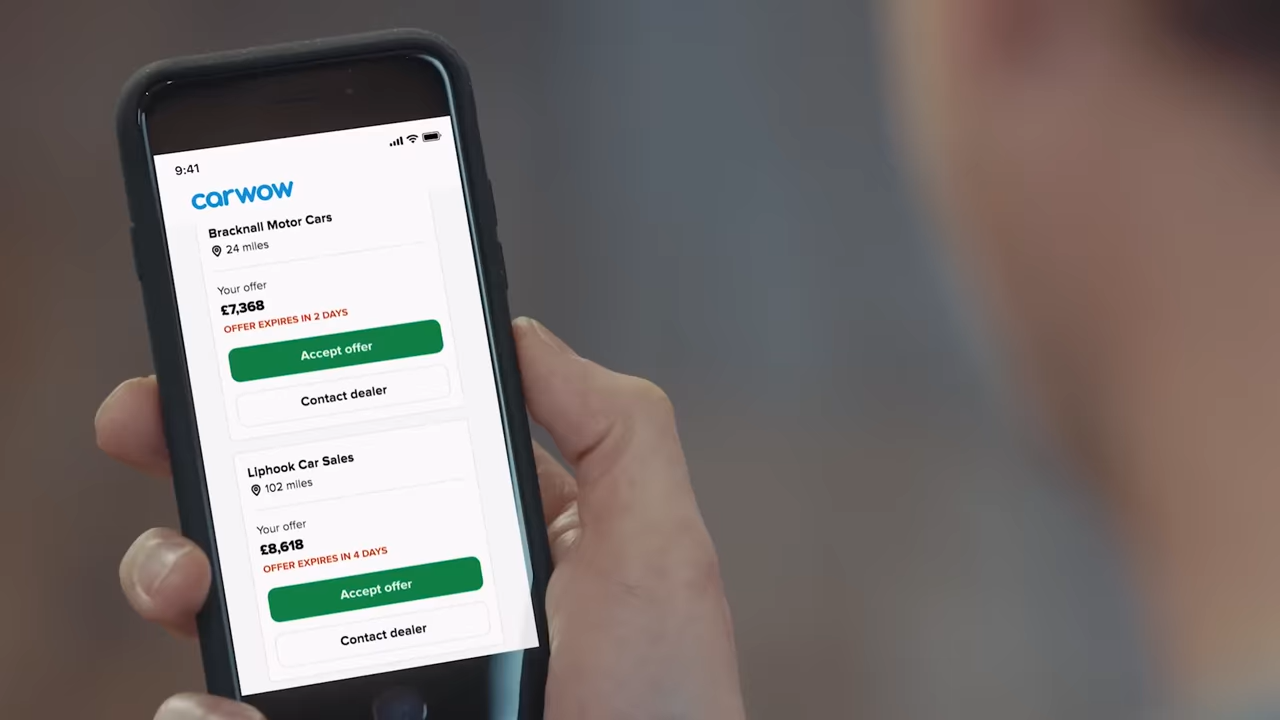 9:41
carwow
Bracknall Motor Cars
24 miles
Your offer
£7,368
OFFER EXPIRES IN 2 DAYS
Accept offer
Contact dealer
Liphook Car Sales
102 miles
Your offer
£8,618
OFFER EXPIRES IN 4 DAYS
Accept offer
Contact dealer